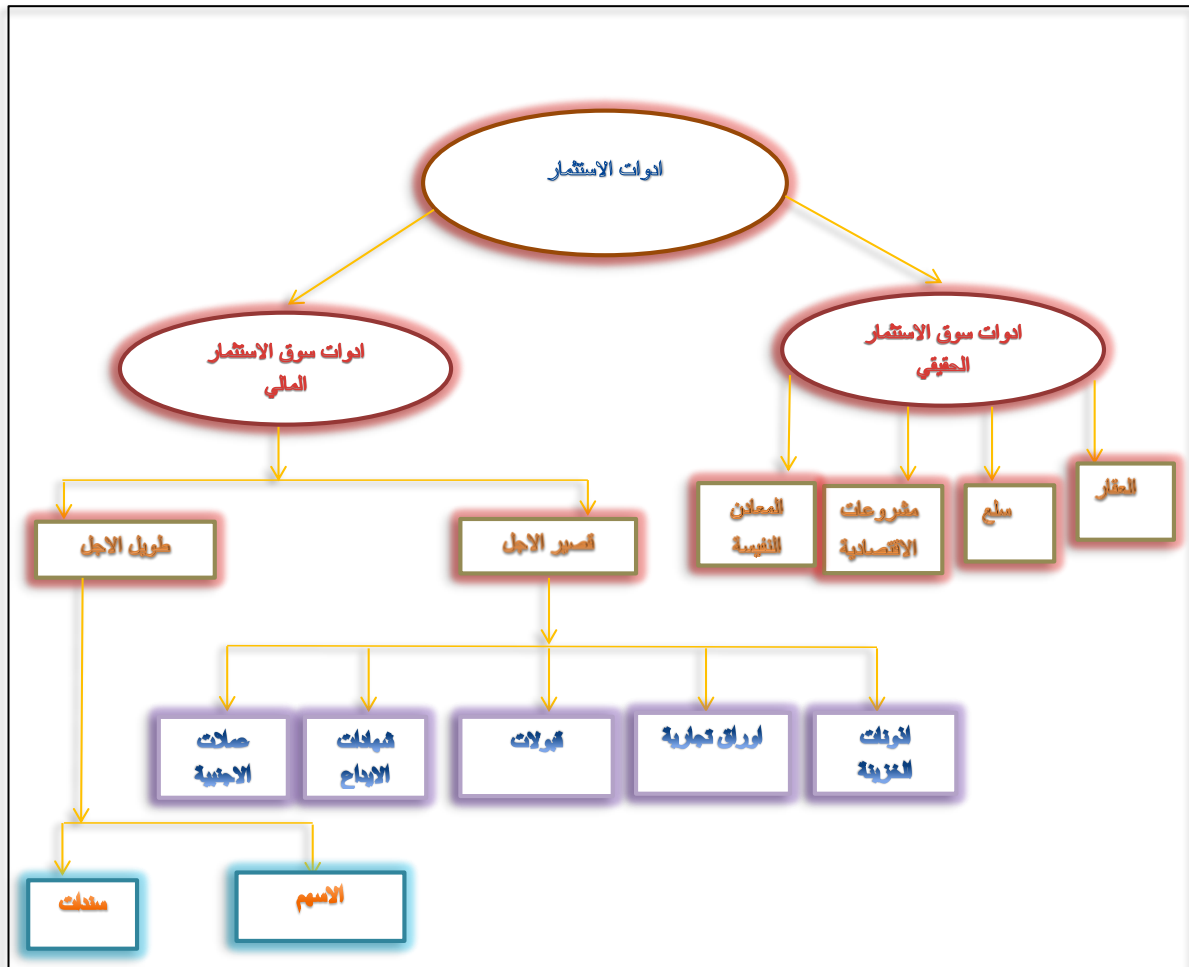 ادوات الاستثمار
ادوات سوق الاستثمار
الحقيقي
ادوات سوق الاستثمار
المالي
العقار
سلع
مشروعات
الاقتصادية
المعادن
النفيسة
قصير الاجل
طويل الاجل
اذونات
الخزينة
اوراق تجارية
قبولات
شهادات
الايداع
عملات
الاجنبية
الاسهم
سندات